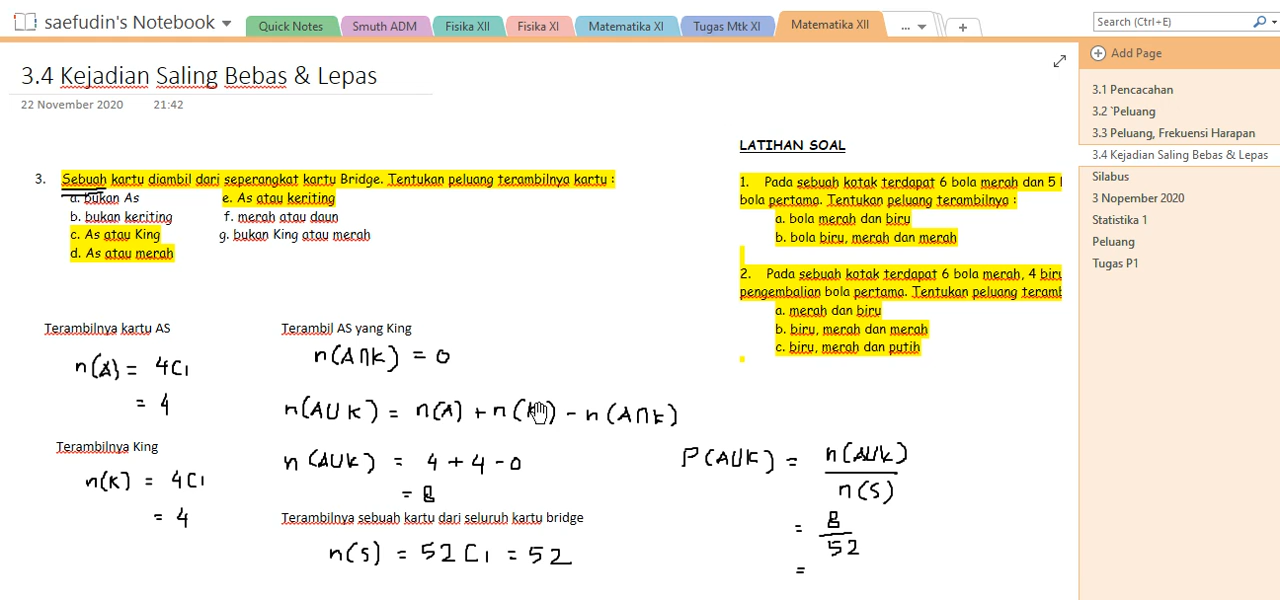 saefudin's Notebook
Quick Notes
Smuth ADM
Fisika XII
Fisika XI
Matematika XI
Tugas Mtk XI
Matematika XII
...
Search (Ctrl+E)
3.4 Kejadian Saling Bebas & Lepas
22 November 2020 21:42
3. Sebuah kartu diambil dari seperangkat kartu Bridge. Tentukan peluang terambilnya kartu :
a. bukan As
b. bukan keriting
c. As atau King
d. As atau merah
e. As atau keriting
f. merah atau daun
g. bukan King atau merah
Terambilnya kartu AS
n(A) = 4C1
= 4
Terambilnya King
n(K) = 4C1
= 4
Terambil AS yang King
n(A∩K) = 0
n(A∪K) = n(A) + n(K) - n(A∩K)
n(A∪K) = 4 + 4 - 0
= 8
Terambilnya sebuah kartu dari seluruh kartu bridge
n(S) = 52C1 = 52
P(A∪K) = n(A∪K)
n(S)
= 8
52
=
LATIHAN SOAL
1. Pada sebuah kotak terdapat 6 bola merah dan 5
bola pertama. Tentukan peluang terambilnya :
a. bola merah dan biru
b. bola biru, merah dan merah
2. Pada sebuah kotak terdapat 6 bola merah, 4 biru
pengembalian bola pertama. Tentukan peluang teramb
a. merah dan biru
b. biru, merah dan merah
c. biru, merah dan putih
Add Page
3.1 Pencacahan
3.2 `Peluang
3.3 Peluang, Frekuensi Harapan
3.4 Kejadian Saling Bebas & Lepas
Silabus
3 Nopember 2020
Statistika 1
Peluang
Tugas P1